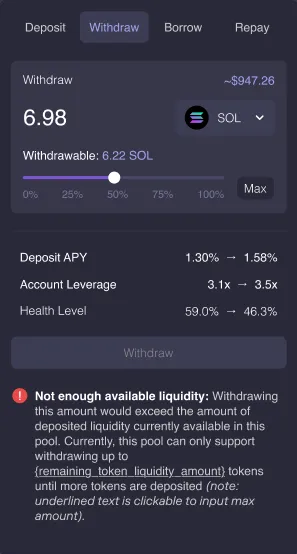 Deposit Withdraw Borrow Repay
Withdraw ~$947.26
6.98 SOL
Withdrawable: 6.22 SOL
0% 25% 50% 75% 100% Max
Deposit APY 1.30% → 1.58%
Account Leverage 3.1x → 3.5x
Health Level 59.0% → 46.3%
Withdraw
! Not enough available liquidity: Withdrawing
this amount would exceed the amount of
deposited liquidity currently available in this
pool. Currently, this pool can only support
withdrawing up to
{remaining_token_liquidity_amount} tokens
until more tokens are deposited (note:
underlined text is clickable to input max
amount).